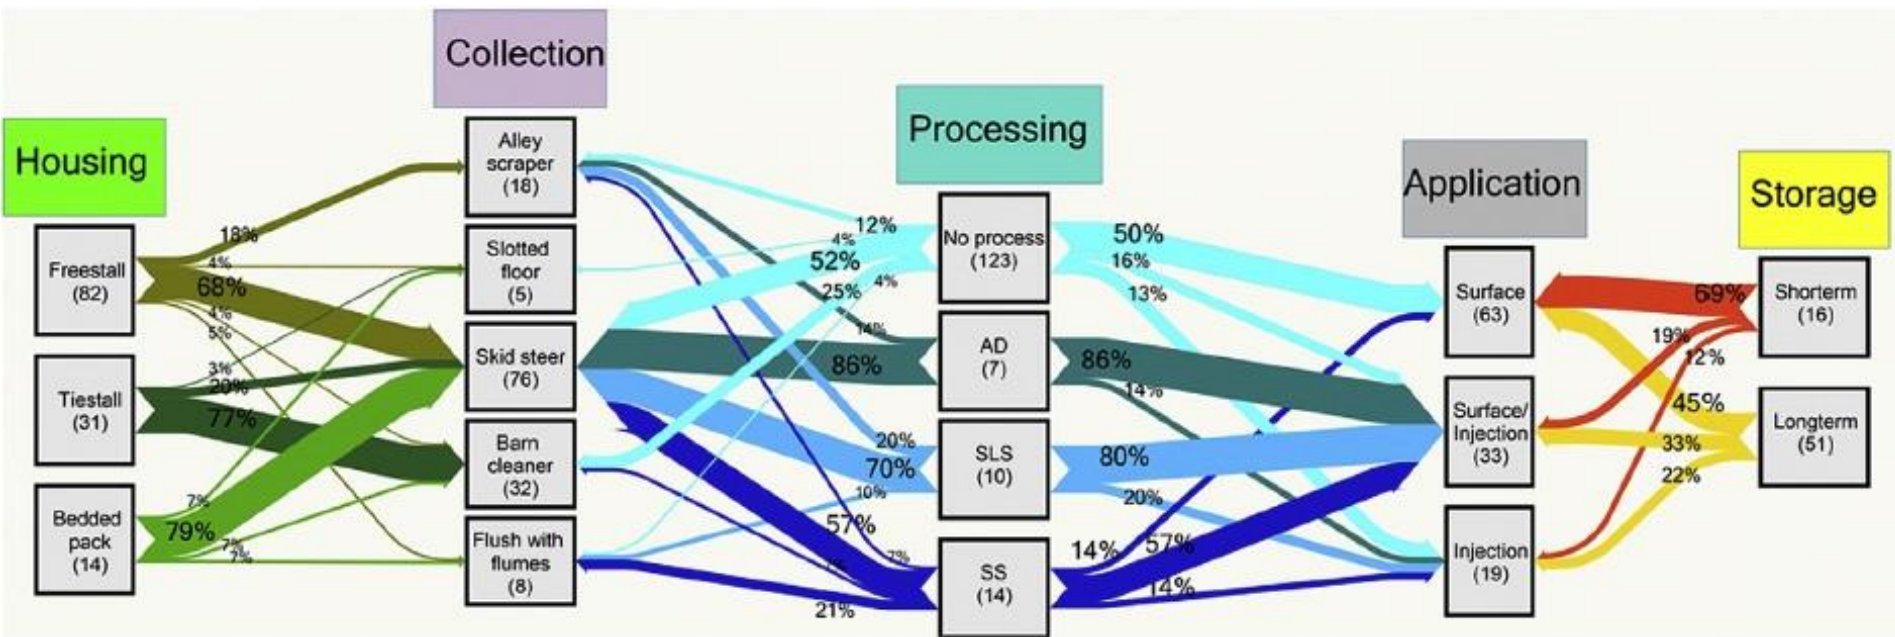 Housing
Freestall
(82)
Tiestall
(31)
Bedded
pack
(14)
18%
4%
68%
4%
5%
3%
20%
77%
7%
79%
7%
7%
Collection
Alley
scraper
(18)
Slotted
floor
(5)
Skid steer
(76)
Barn
cleaner
(32)
Flush with
flumes
(8)
12%
4%
52%
25%
4%
14%
86%
20%
70%
10%
57%
7%
21%
Processing
No process
(123)
AD
(7)
SLS
(10)
SS
(14)
50%
16%
13%
86%
14%
80%
20%
14%
57%
14%
Application
Surface
(63)
Surface/
Injection
(33)
Injection
(19)
69%
19%
12%
45%
33%
22%
Storage
Shorterm
(16)
Longterm
(51)